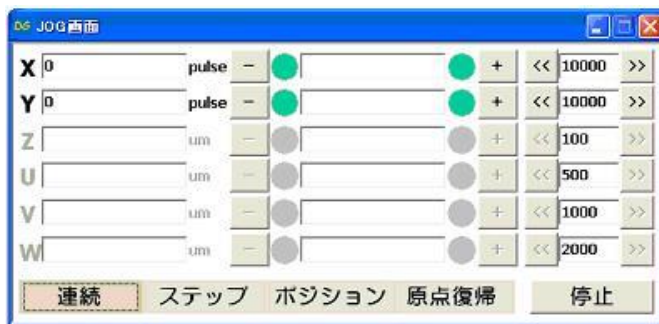 DS JOG画面
X 0 pulse - + << 10000 >>
Y 0 pulse - + << 10000 >>
Z um - + << 100 >>
U um - + << 500 >>
V um - + << 1000 >>
W um - + << 2000 >>
連続 ステップ ポジション 原点復帰 停止